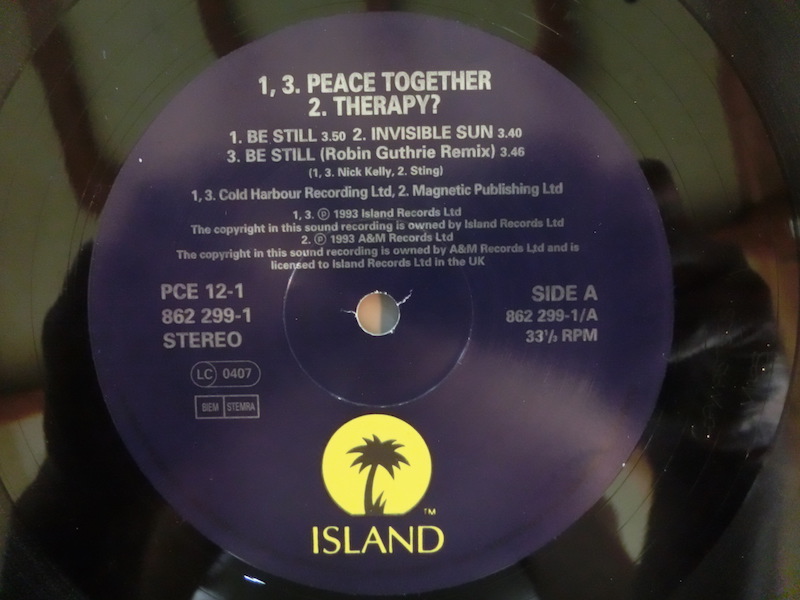 1, 3. PEACE TOGETHER
2. THERAPY?
1. BE STILL 3.50 2. INVISIBLE SUN 3.40
3. BE STILL (Robin Guthrie Remix) 3.46
(1, 3. Nick Kelly, 2. Sting)
1, 3. Cold Harbour Recording Ltd, 2. Magnetic Publishing Ltd
1, 3. ℗ 1993 Island Records Ltd
The copyright in this sound recording is owned by Island Records Ltd
2. ℗ 1993 A&M Records Ltd
The copyright in this sound recording is owned by A&M Records Ltd and is
licensed to Island Records Ltd in the UK
PCE 12-1
862 299-1
STEREO
LC 0407
BIEM STEMRA
SIDE A
862 299-1/A
33⅓ RPM
TM
ISLAND